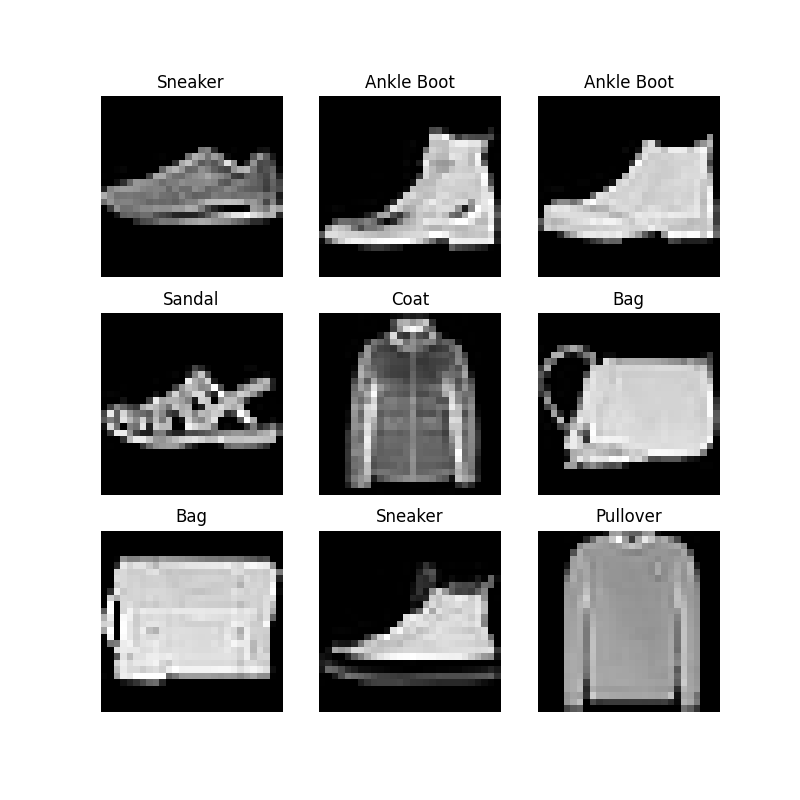 Sneaker
Ankle Boot
Ankle Boot
Sandal
Coat
Bag
Bag
Sneaker
Pullover